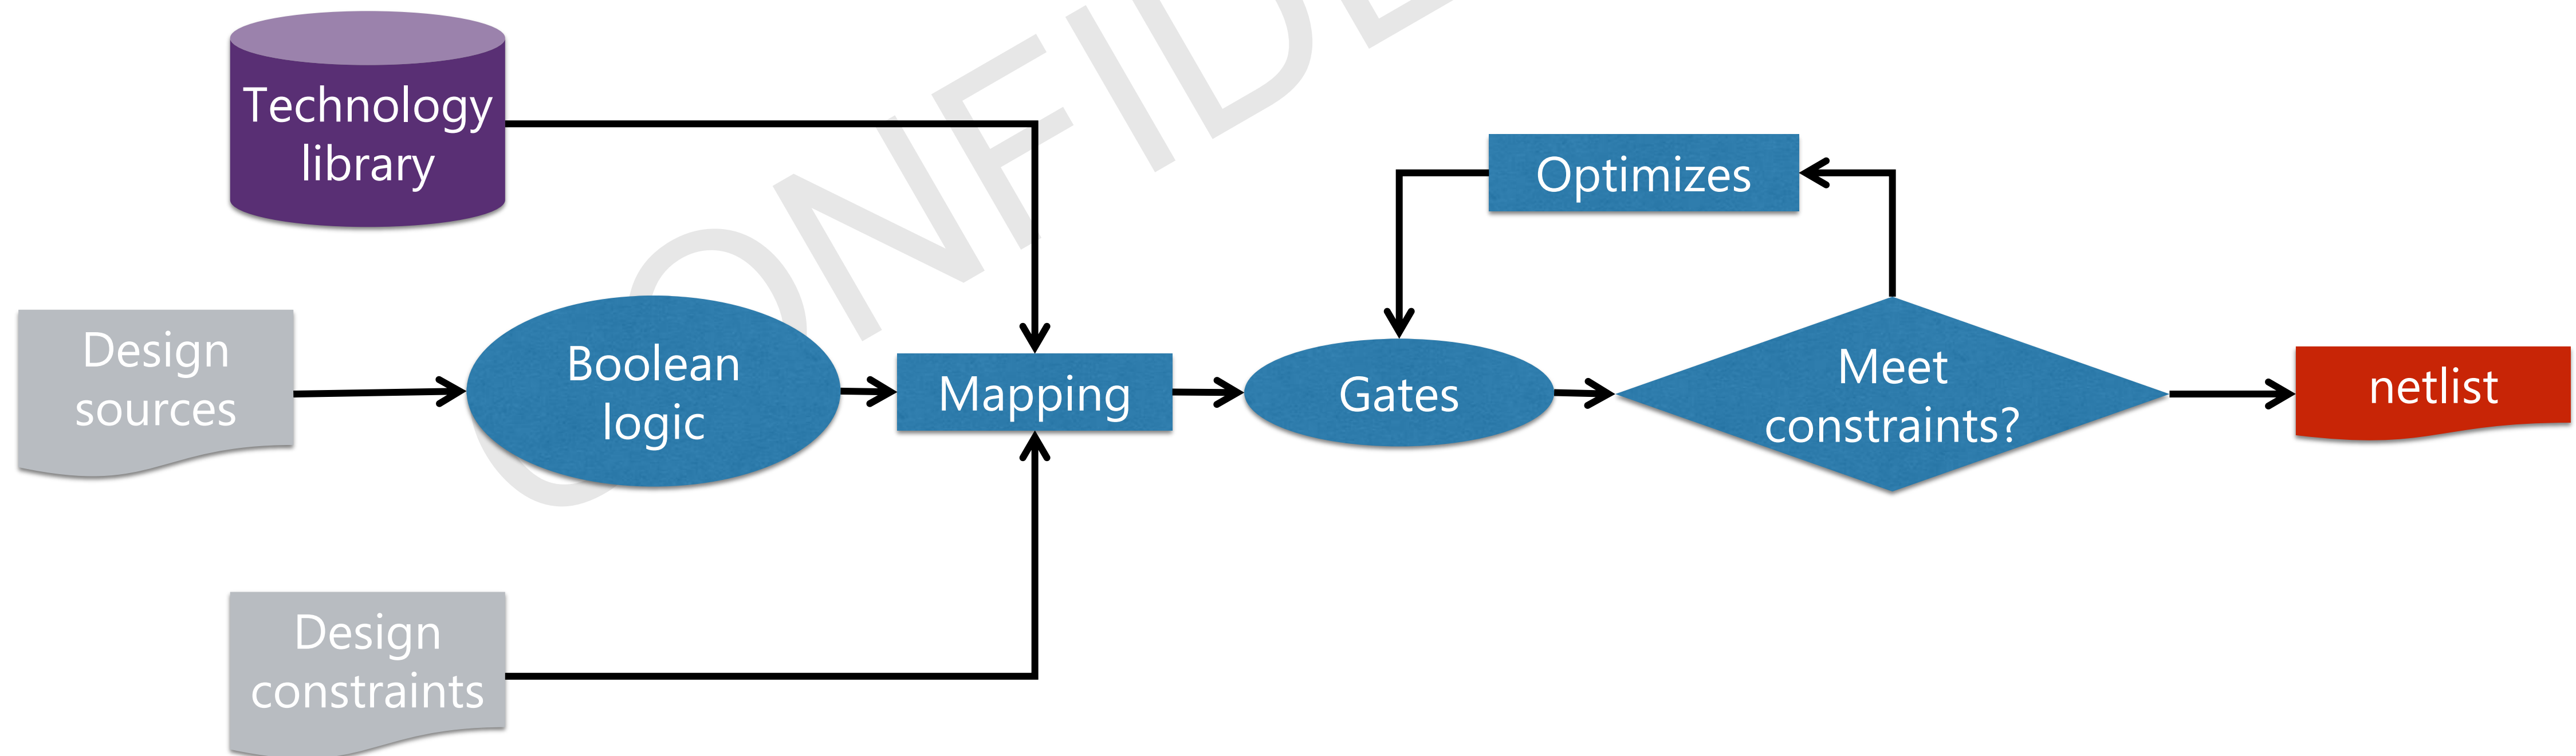 Technology
library
Optimizes
Design
sources
Boolean
logic
Mapping
Gates
Meet
constraints?
netlist
Design
constraints